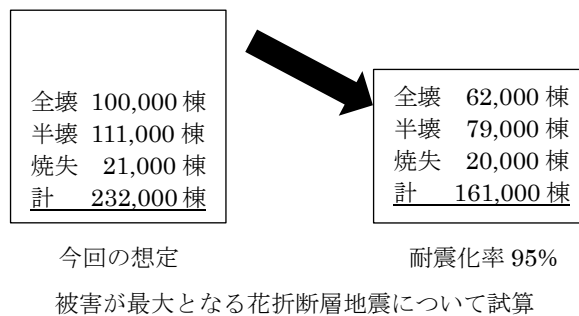 全壊 100,000 棟
半壊 111,000 棟
焼失 21,000 棟
計 232,000 棟
今回の想定
全壊 62,000 棟
半壊 79,000 棟
焼失 20,000 棟
計 161,000 棟
耐震化率 95%
被害が最大となる花折断層地震について試算